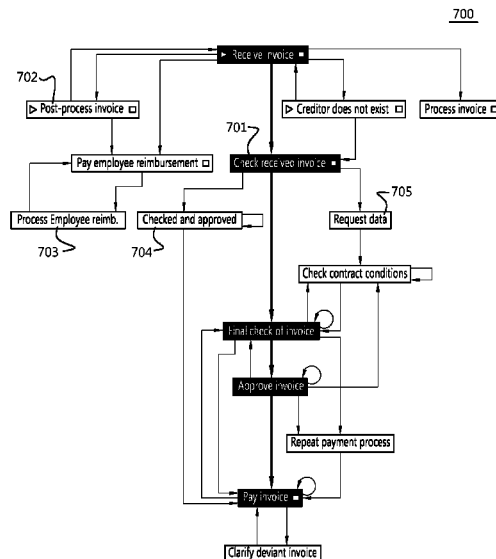 700
Receive invoice
702
Post-process invoice
Creditor does not exist
Process invoice
701
Pay employee reimbursement
Check received invoice
705
Process Employee reimb.
Checked and approved
Request data
703
704
Check contract conditions
Final check of invoice
Approve invoice
Repeat payment process
Pay invoice
Clarify deviant invoice